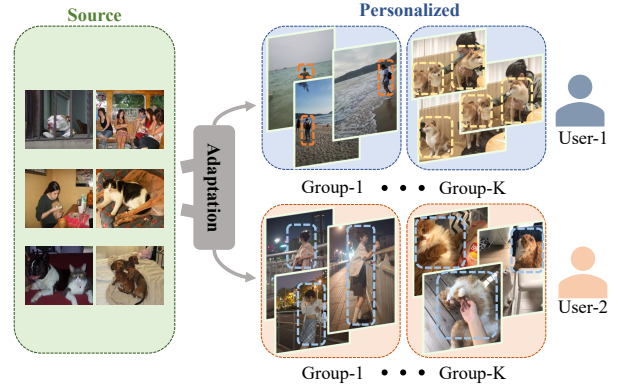 Source
Personalized
Adaptation
User-1
Group-1 • • • Group-K
User-2
Group-1 • • • Group-K